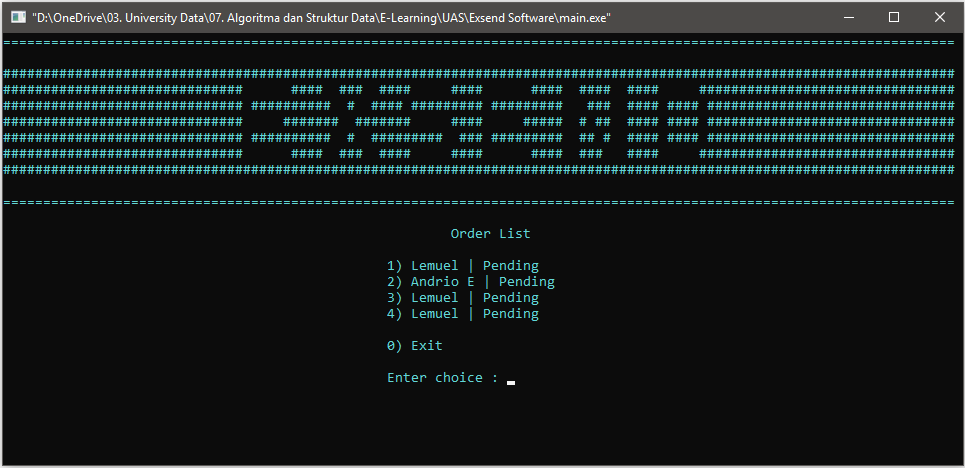 "D:\OneDrive\03. University Data\07. Algoritma dan Struktur Data\E-Learning\UAS\Exsend Software\main.exe"
EXSEND
Order List
1) Lemuel | Pending
2) Andrio E | Pending
3) Lemuel | Pending
4) Lemuel | Pending
0) Exit
Enter choice :